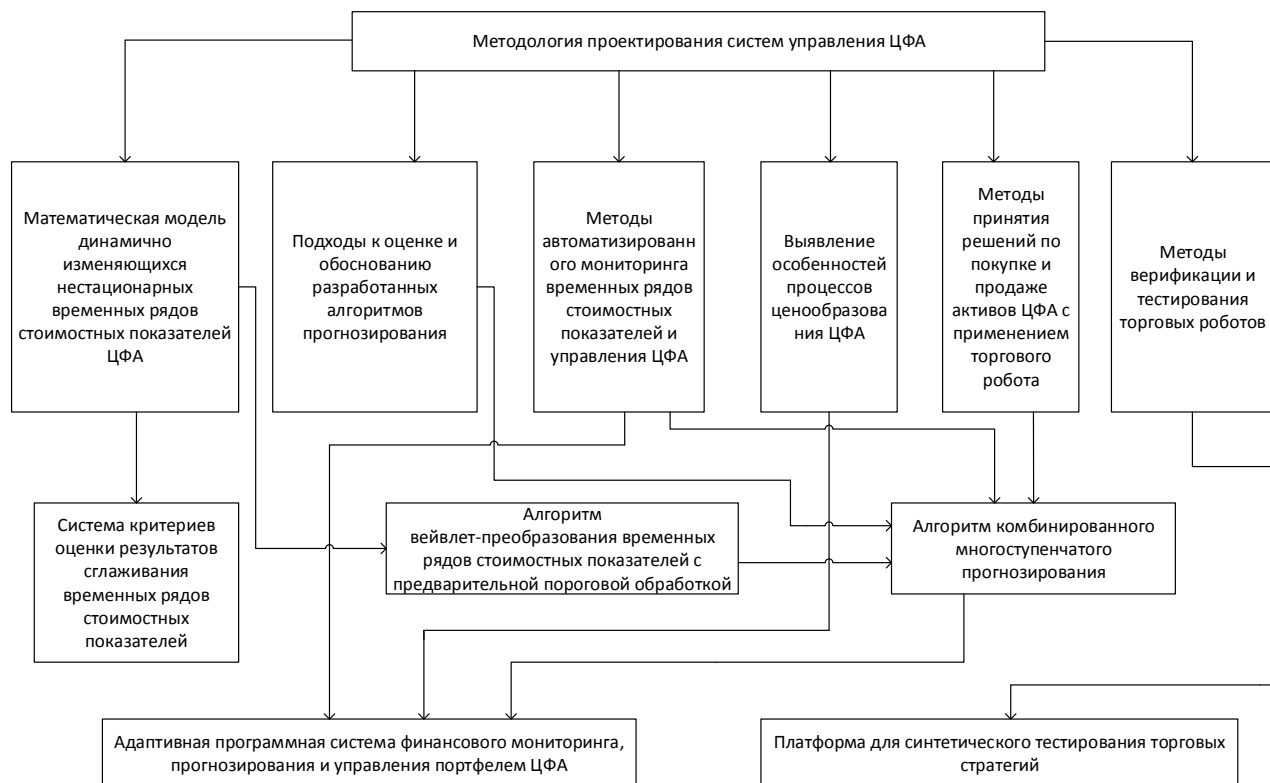 Методология проектирования систем управления ЦФА
Математическая модель
динамично
изменяющихся
нестационарных
временных рядов
стоимостных показателей
ЦФА
Подходы к оценке и
обоснованию
разработанных
алгоритмов
прогнозирования
Методы
автоматизированн
ого мониторинга
временных рядов
стоимостных
показателей и
управления ЦФА
Выявление
особенностей
процессов
ценообразова
ния ЦФА
Методы
принятия
решений по
покупке и
продаже
активов ЦФА с
применением
торгового
робота
Методы
верификации и
тестирования
торговых роботов
Система критериев
оценки результатов
сглаживания
временных рядов
стоимостных
показателей
Алгоритм
вейвлет-преобразования временных
рядов стоимостных показателей с
предварительной пороговой обработкой
Алгоритм комбинированного
многоступенчатого
прогнозирования
Адаптивная программная система финансового мониторинга,
прогнозирования и управления портфелем ЦФА
Платформа для синтетического тестирования торговых
стратегий